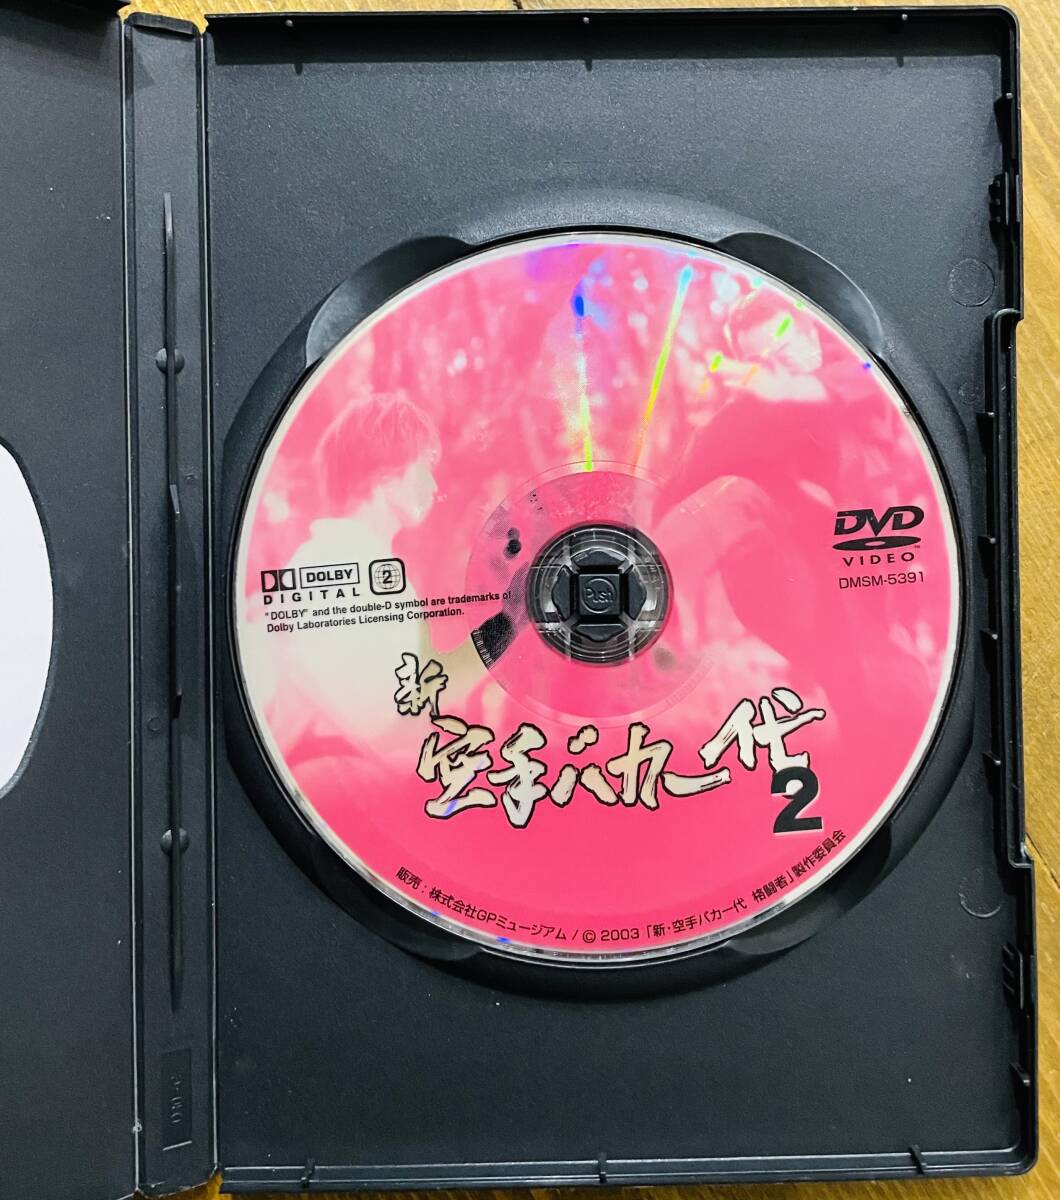 DVD
VIDEO
DMSM-5391
DOLBY
DIGITAL
2
"DOLBY" and the double-D symbol are trademarks of
Dolby Laboratories Licensing Corporation.
Push
新
空手バカ一代
2
販売：株式会社GPミュージアム / © 2003「新・空手バカ一代 格闘者」製作委員会